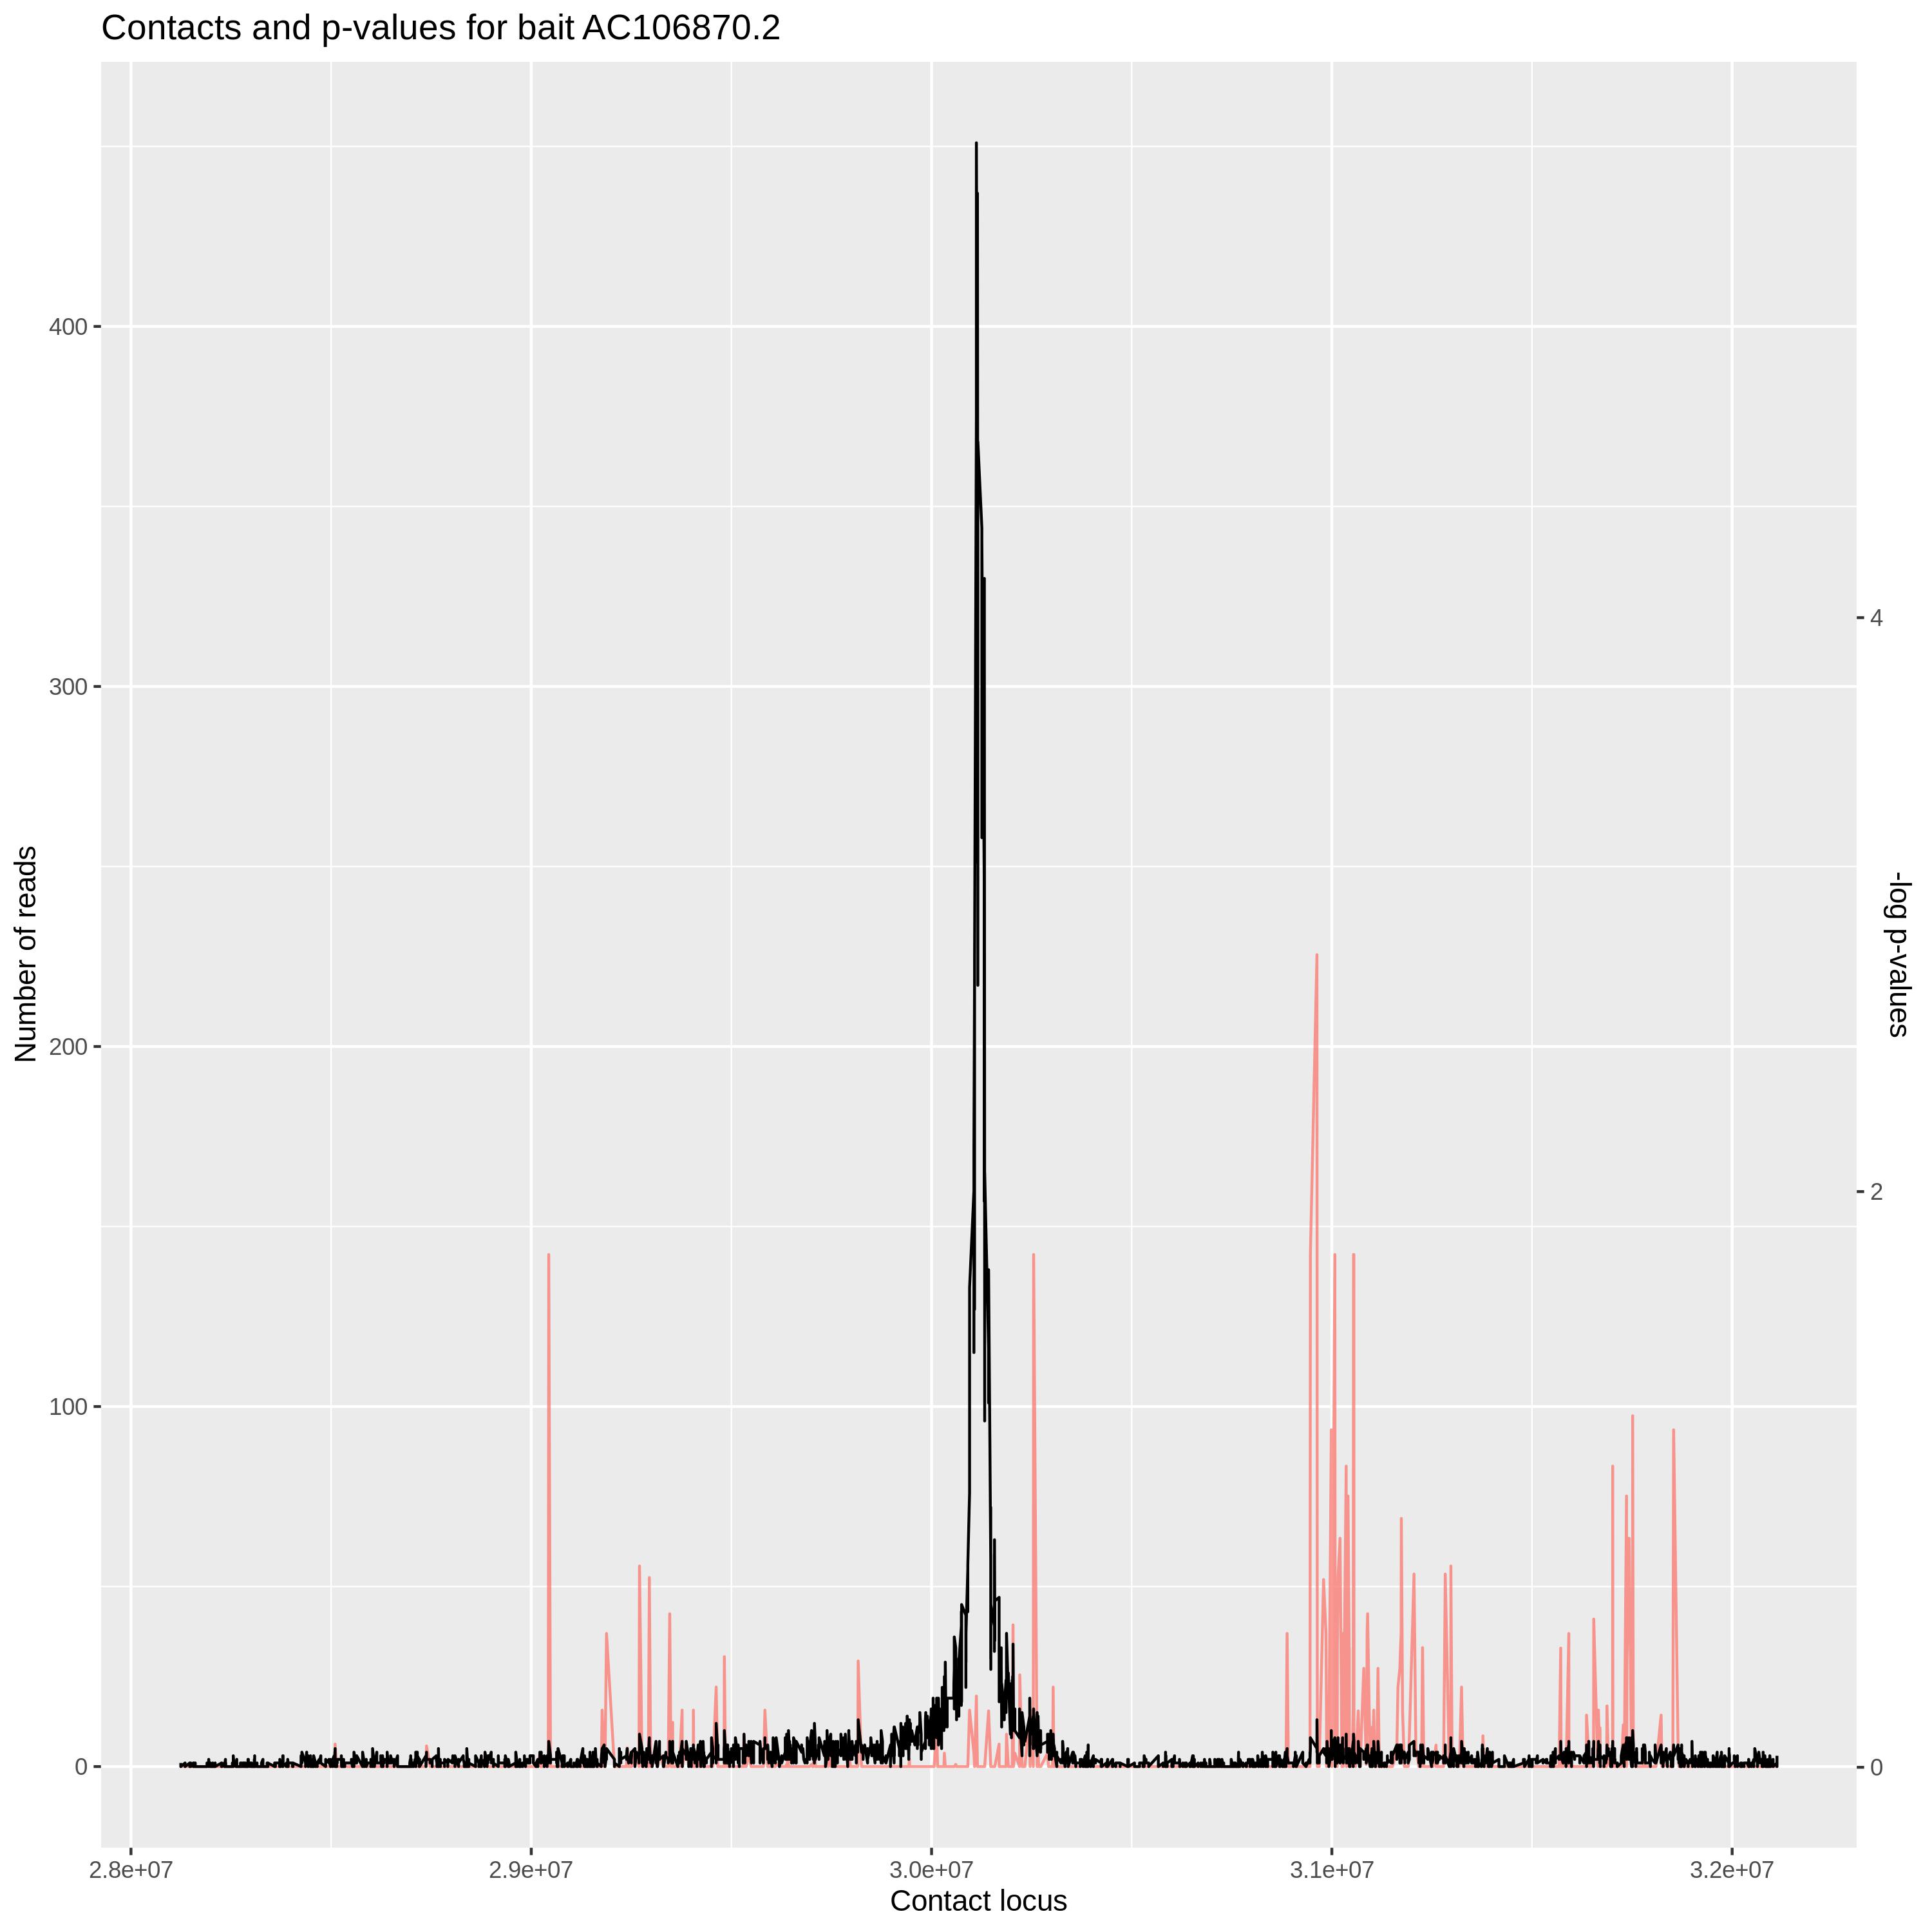 Contacts and p-values for bait AC106870.2
400
300
200
100
0
Number of reads
4
2
0
-log p-values
2.8e+07 2.9e+07 3.0e+07 3.1e+07 3.2e+07
Contact locus